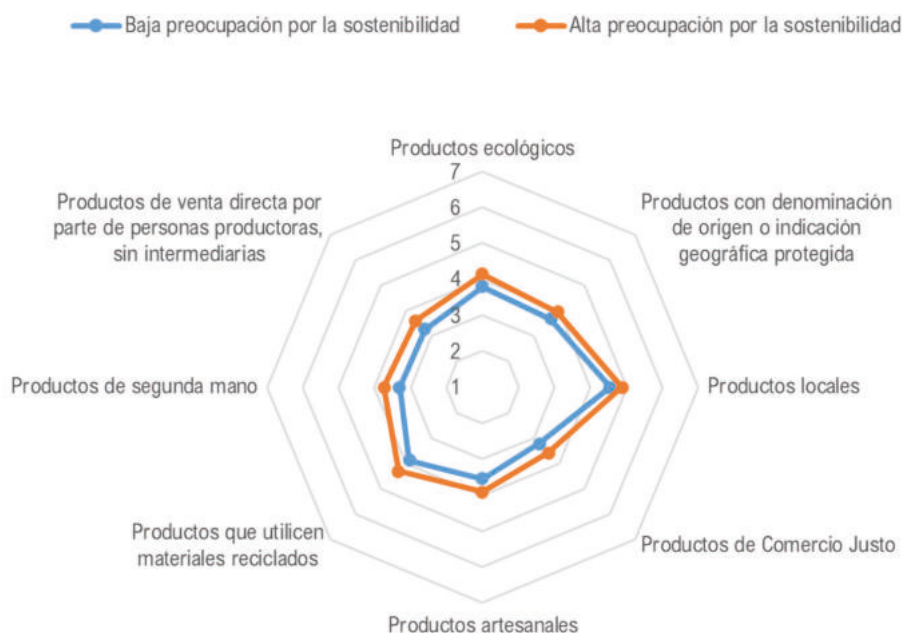 Baja preocupación por la sostenibilidad
Alta preocupación por la sostenibilidad
Productos ecológicos
7
6
5
4
3
2
1
Productos con denominación
de origen o indicación
geográfica protegida
Productos locales
Productos de Comercio Justo
Productos artesanales
Productos que utilicen
materiales reciclados
Productos de segunda mano
Productos de venta directa por
parte de personas productoras,
sin intermediarias